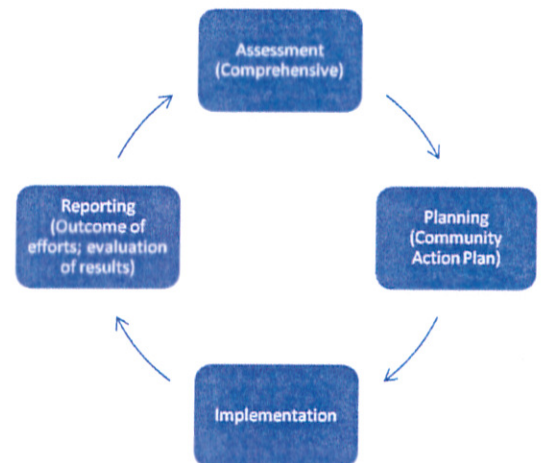 Assessment
(Comprehensive)
Planning
(Community
Action Plan)
Implementation
Reporting
(Outcome of
efforts; evaluation
of results)